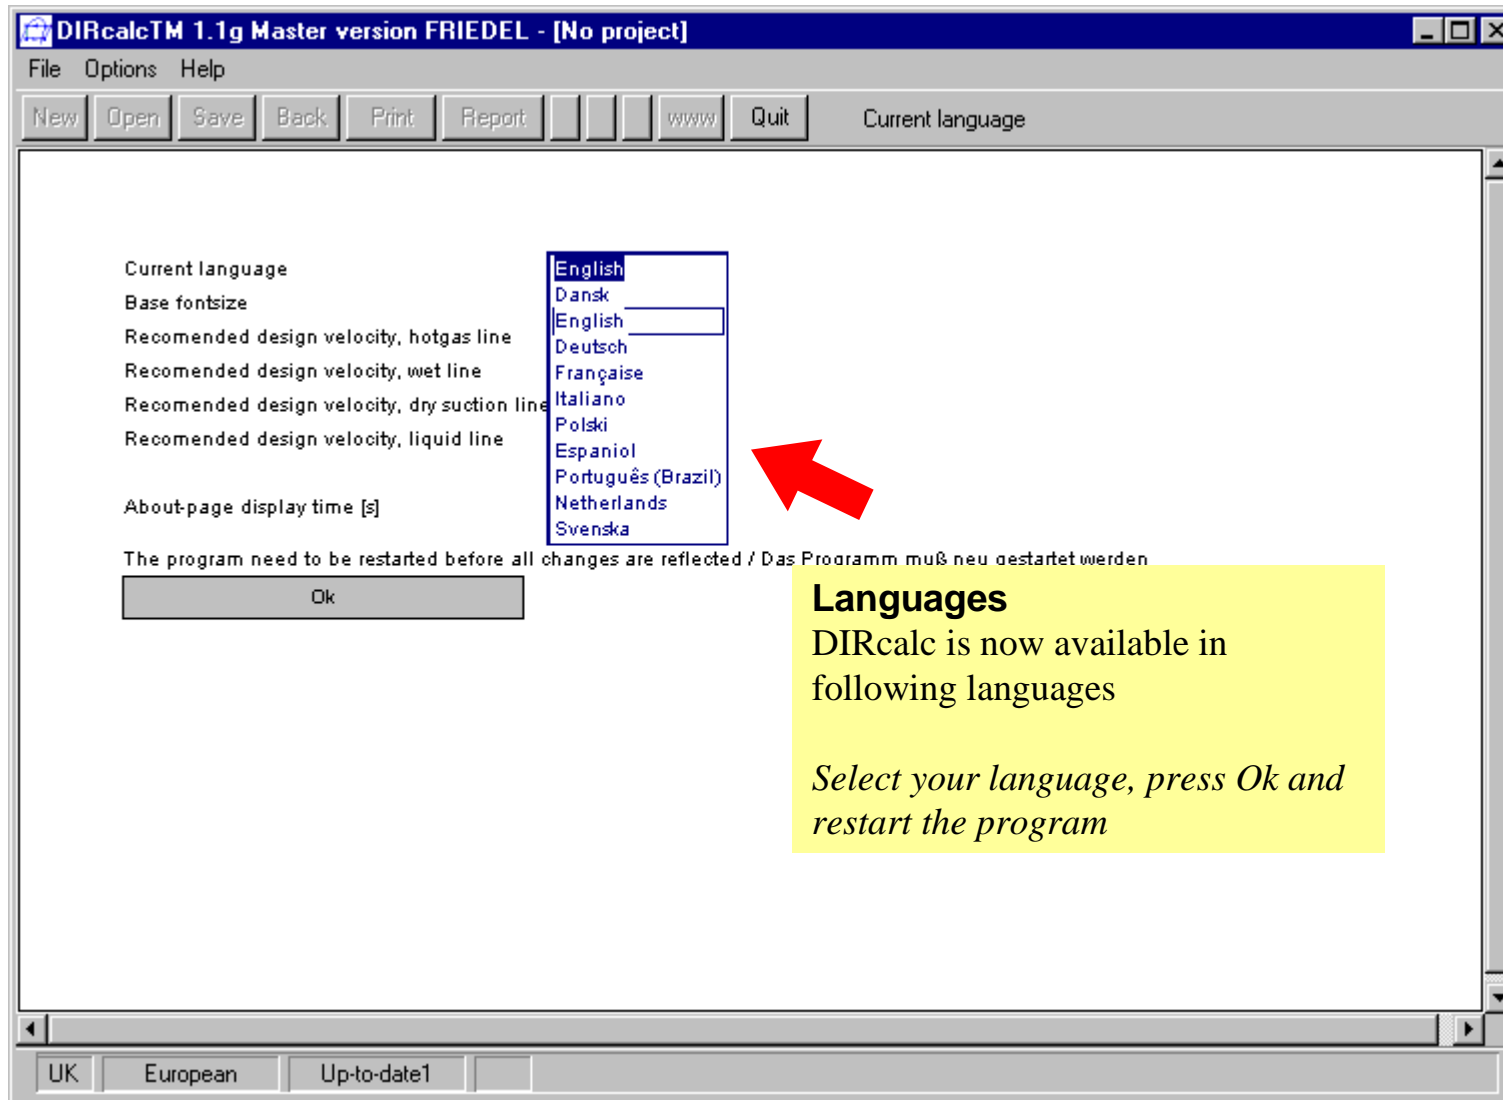 DIRcalcTM 1.1g Master version FRIEDEL - [No project]
File Options Help
New Open Save Back Print Report www Quit Current language
Current language
Base fontsize
Recomended design velocity, hotgas line
Recomended design velocity, wet line
Recomended design velocity, dry suction line
Recomended design velocity, liquid line
About-page display time [s]
English
Dansk
English
Deutsch
Française
Italiano
Polski
Espaniol
Português (Brazil)
Netherlands
Svenska
The program need to be restarted before all changes are reflected / Das Programm muß neu gestartet werden
Ok
Languages
DIRcalc is now available in
following languages
Select your language, press Ok and
restart the program
UK European Up-to-date1